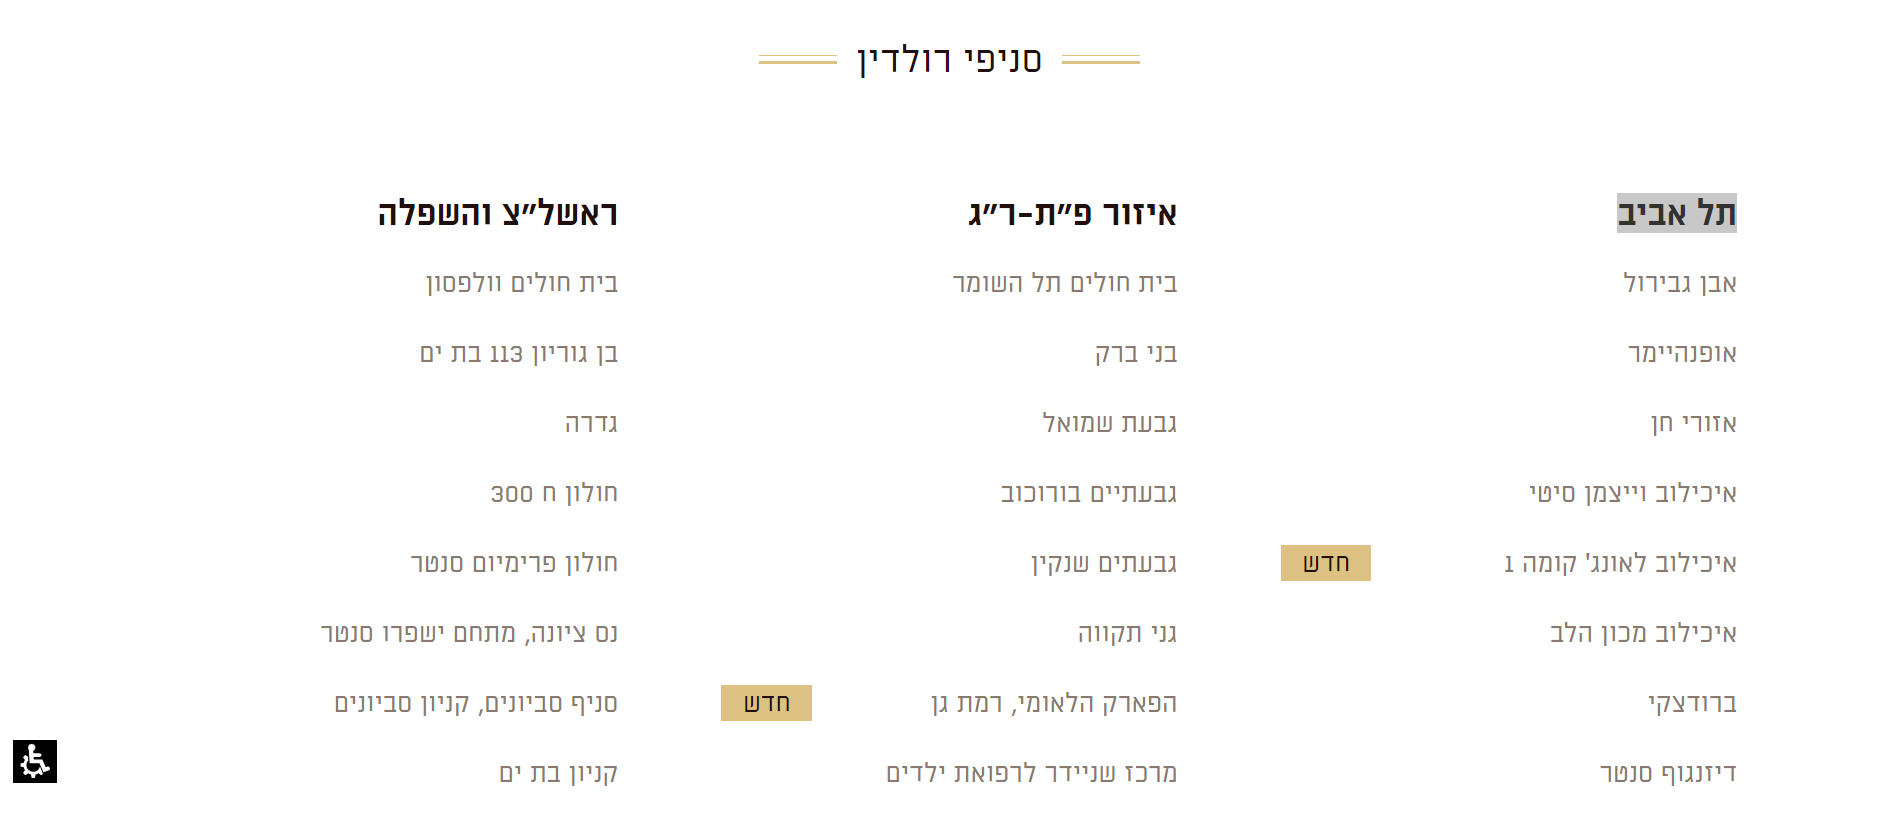 סניפי רולדין
תל אביב
אבן גבירול
אופנהיימר
אזורי חן
איכילוב וייצמן סיטי
איכילוב לאונג' קומה 1
חדש
איכילוב מכון הלב
ברודצקי
דיזנגוף סנטר
איזור פ״ת-ר״ג
בית חולים תל השומר
בני ברק
גבעת שמואל
גבעתיים בורוכוב
גבעתים שנקין
גני תקווה
הפארק הלאומי, רמת גן
חדש
מרכז שניידר לרפואת ילדים
ראשל״צ והשפלה
בית חולים וולפסון
בן גוריון 113 בת ים
גדרה
חולון ח 300
חולון פרימיום סנטר
נס ציונה, מתחם ישפרו סנטר
סניף סביונים, קניון סביונים
קניון בת ים